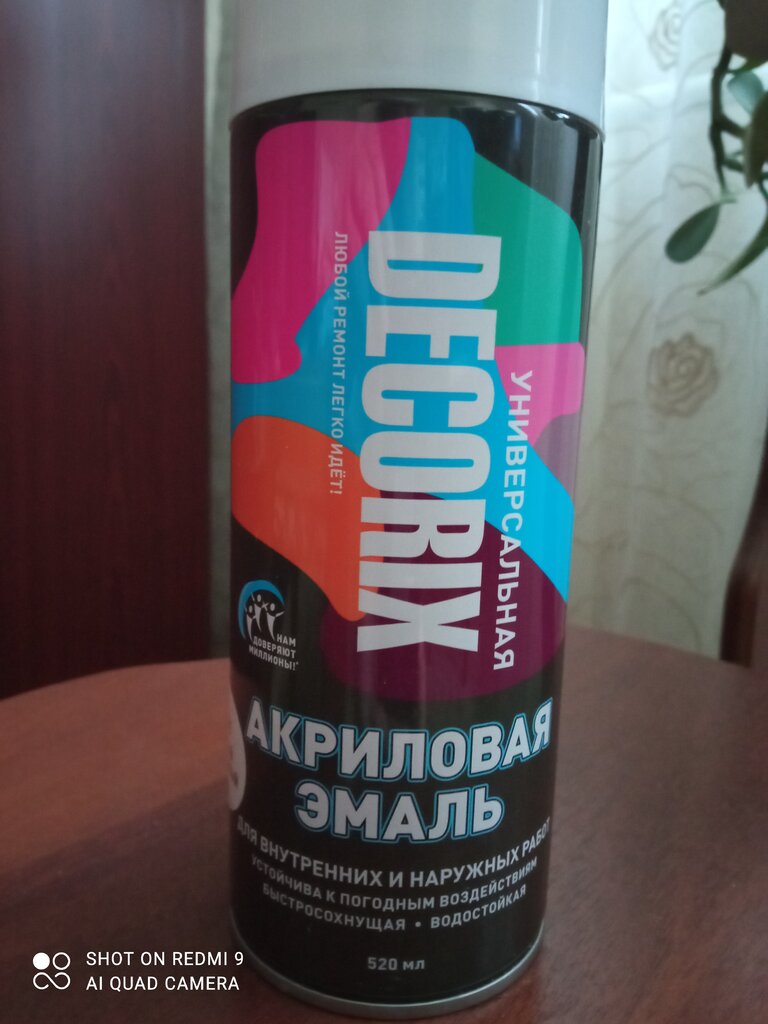 ЛЮБОЙ РЕМОНТ ЛЕГКО ИДЁТ!
DECORIX
УНИВЕРСАЛЬНАЯ
НАМ
ДОВЕРЯЮТ
МИЛЛИОНЫ!*
АКРИЛОВАЯ
ЭМАЛЬ
ДЛЯ ВНУТРЕННИХ И НАРУЖНЫХ РАБОТ
УСТОЙЧИВА К ПОГОДНЫМ ВОЗДЕЙСТВИЯМ
БЫСТРОСОХНУЩАЯ • ВОДОСТОЙКАЯ
520 мл
SHOT ON REDMI 9
AI QUAD CAMERA